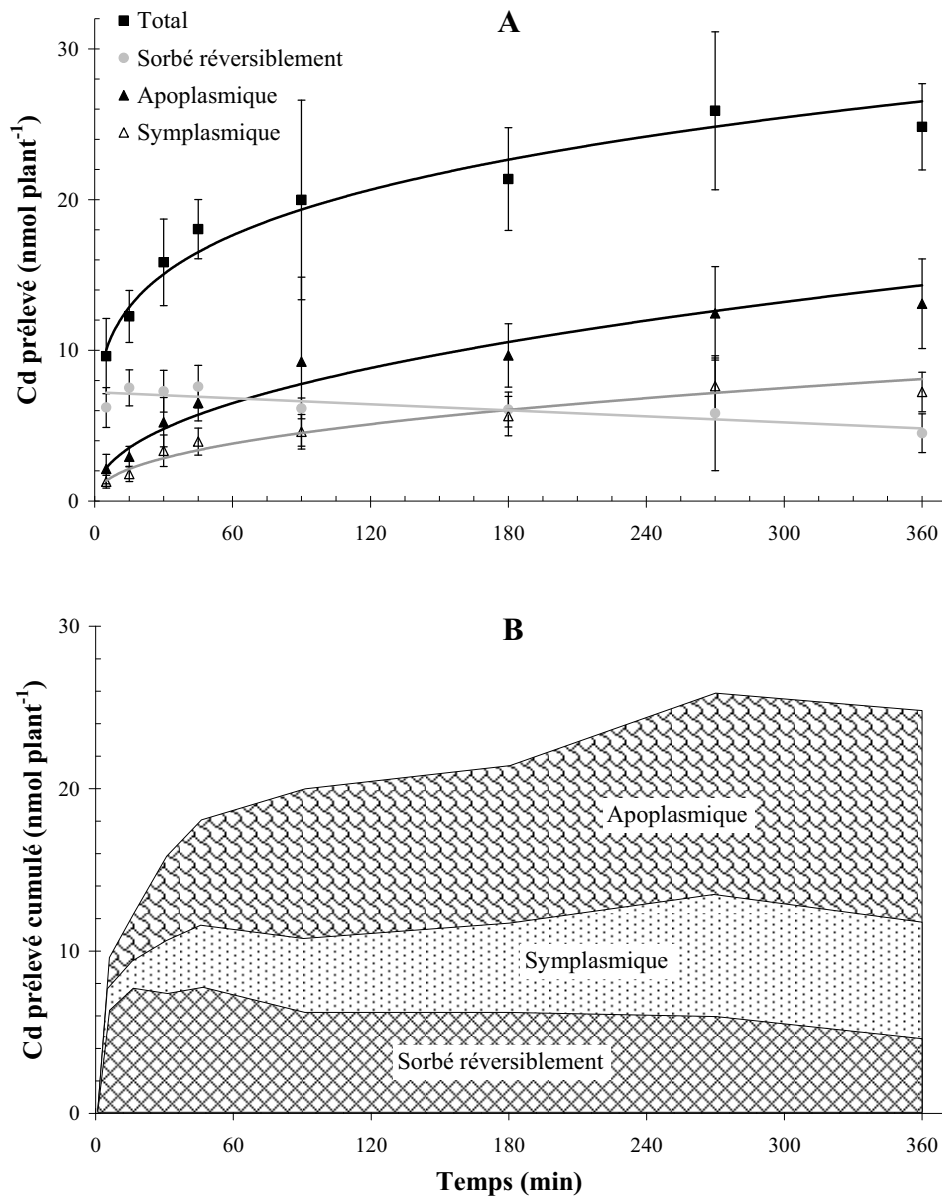 A
Total
Sorbé réversiblement
Apoplasmique
Symplasmique
Cd prélevé (nmol plant⁻¹)
30
20
10
0
0 60 120 180 240 300 360
B
Cd prélevé cumulé (nmol plant⁻¹)
30
20
10
0
Apoplasmique
Symplasmique
Sorbé réversiblement
0 60 120 180 240 300 360
Temps (min)